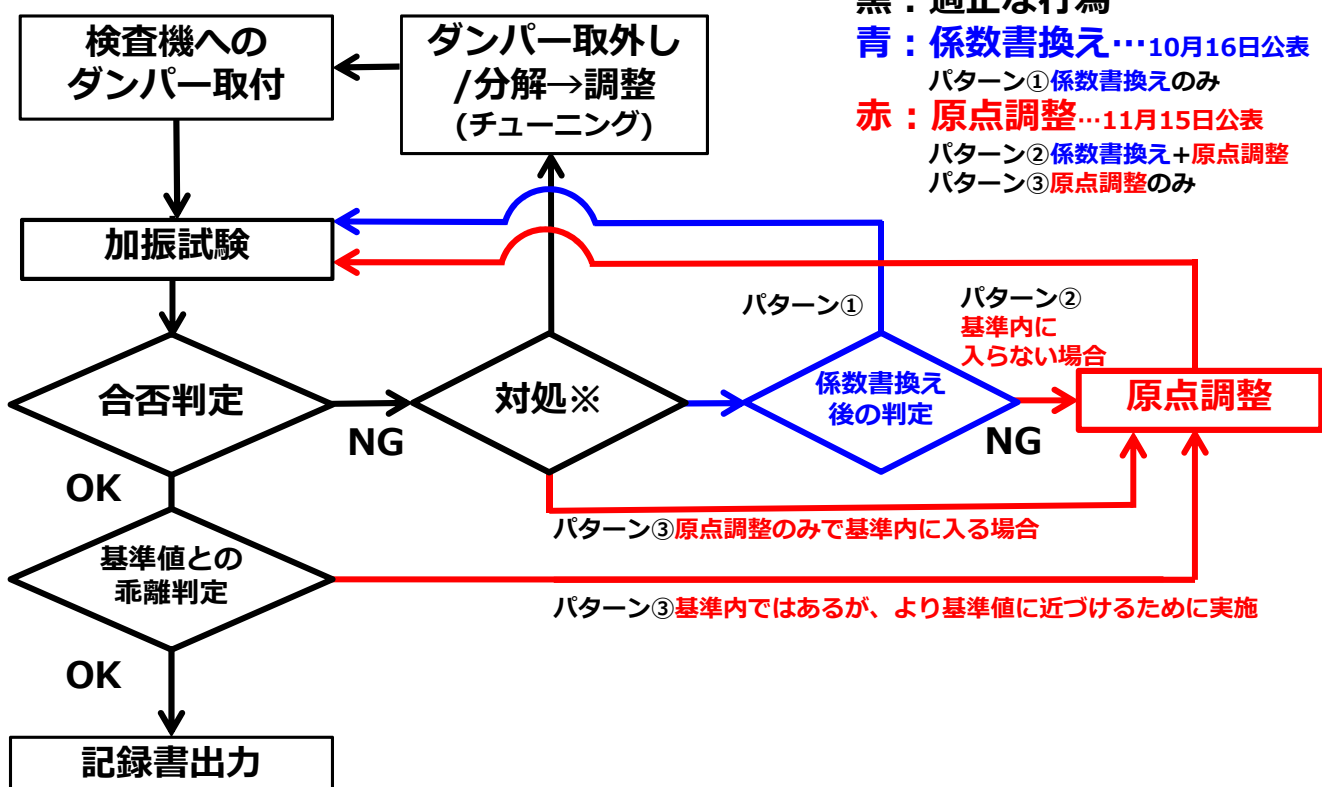 黒：適正な行為
青：係数書換え…10月16日公表
パターン①係数書換えのみ
赤：原点調整…11月15日公表
パターン②係数書換え+原点調整
パターン③原点調整のみ
検査機への
ダンパー取付
ダンパー取外し
/分解→調整
(チューニング)
加振試験
パターン①
パターン②
基準内に
入らない場合
合否判定
NG
対処※
係数書換え
後の判定
NG
原点調整
OK
パターン③原点調整のみで基準内に入る場合
基準値との
乖離判定
パターン③基準内ではあるが、より基準値に近づけるために実施
OK
記録書出力